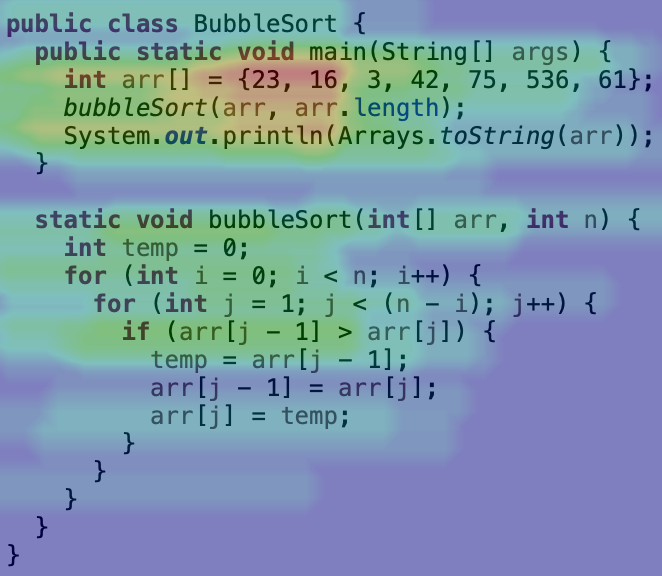 public class BubbleSort {
  public static void main(String[] args) {
    int arr[] = {23, 16, 3, 42, 75, 536, 61};
    bubbleSort(arr, arr.length);
    System.out.println(Arrays.toString(arr));
  }

  static void bubbleSort(int[] arr, int n) {
    int temp = 0;
    for (int i = 0; i < n; i++) {
      for (int j = 1; j < (n - i); j++) {
        if (arr[j - 1] > arr[j]) {
          temp = arr[j - 1];
          arr[j - 1] = arr[j];
          arr[j] = temp;
        }
      }
    }
  }
}